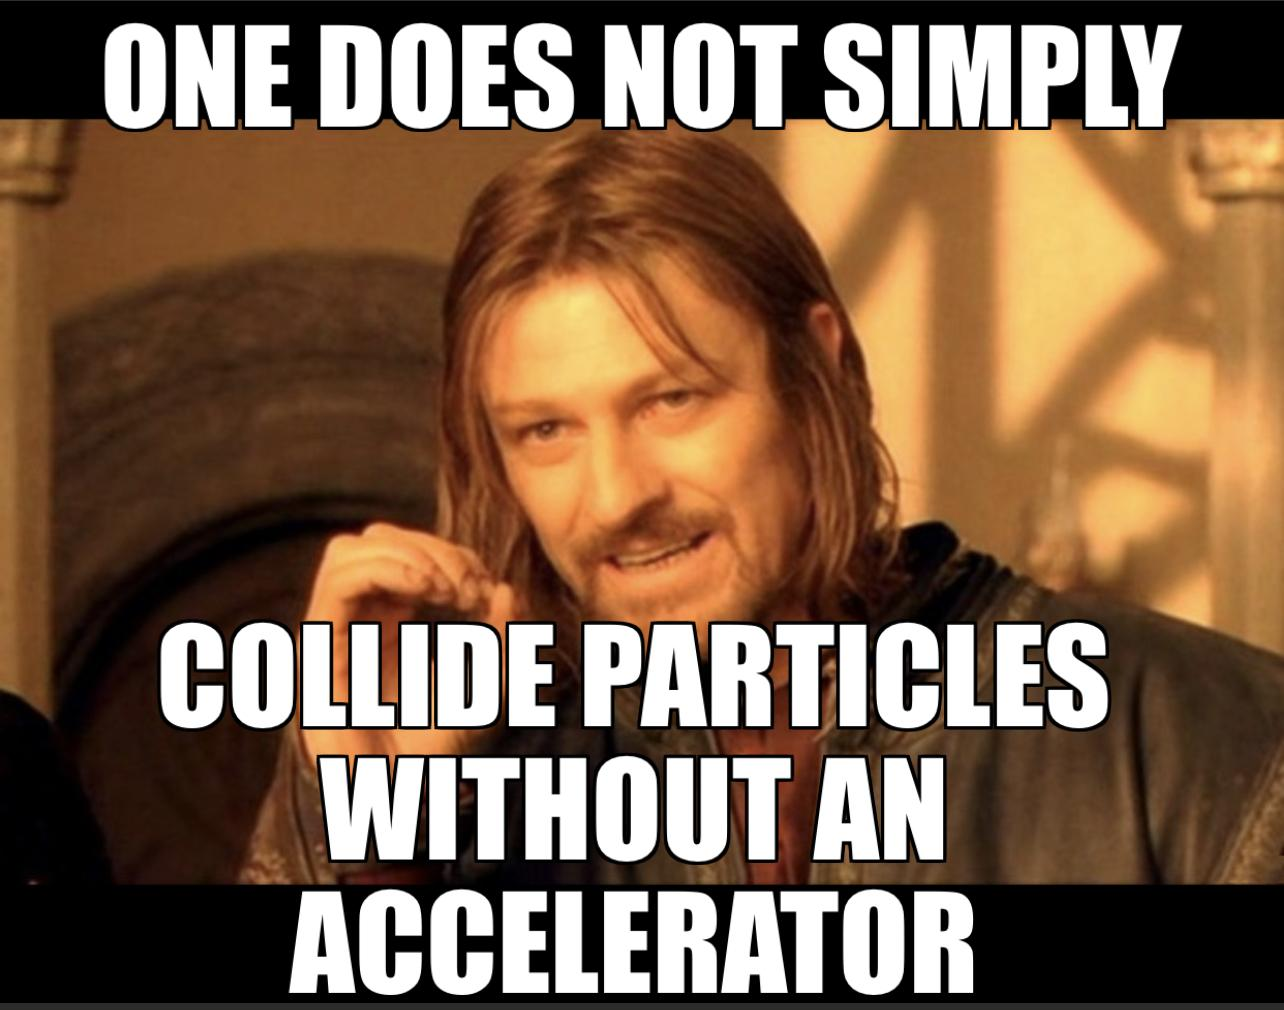 ONE DOES NOT SIMPLY
COLLIDE PARTICLES
WITHOUT AN
ACCELERATOR